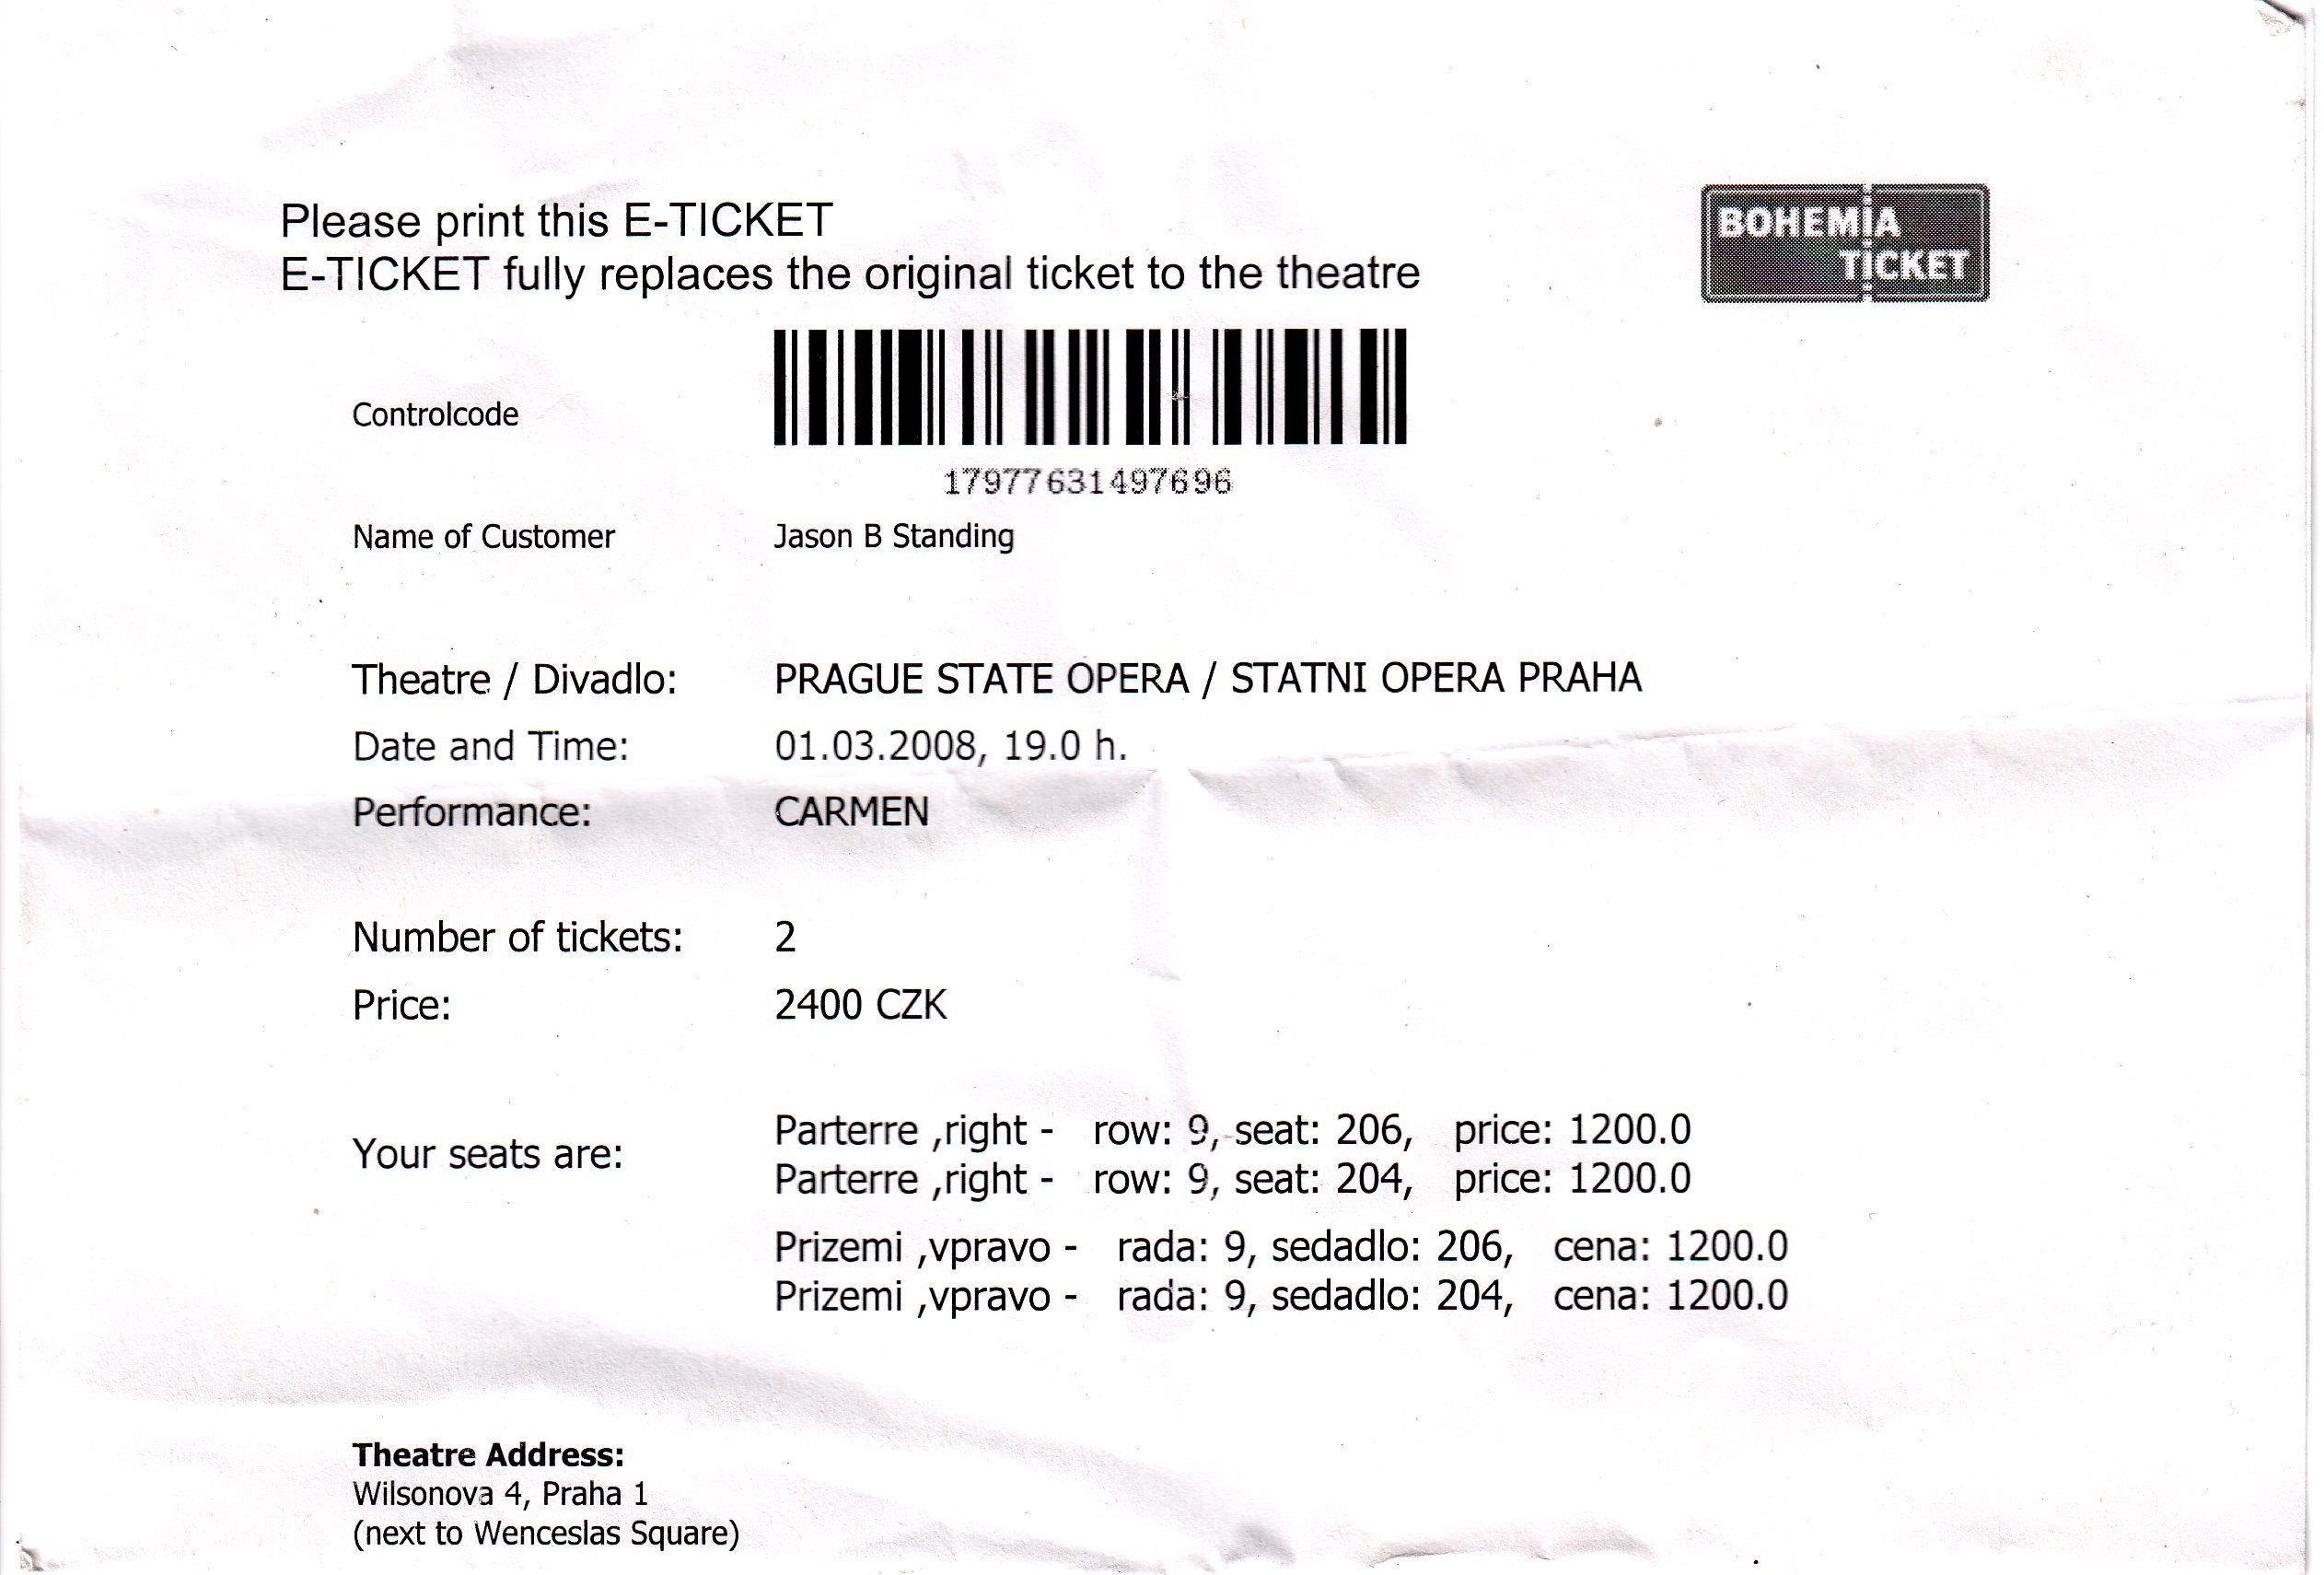 Please print this E-TICKET
E-TICKET fully replaces the original ticket to the theatre
BOHEMIA
TICKET
Controlcode
17977631497696
Name of Customer Jason B Standing
Theatre / Divadlo: PRAGUE STATE OPERA / STATNI OPERA PRAHA
Date and Time: 01.03.2008, 19.0 h.
Performance: CARMEN
Number of tickets: 2
Price: 2400 CZK
Your seats are:
Parterre ,right - row: 9, seat: 206, price: 1200.0
Parterre ,right - row: 9, seat: 204, price: 1200.0
Prizemi ,vpravo - rada: 9, sedadlo: 206, cena: 1200.0
Prizemi ,vpravo - rada: 9, sedadlo: 204, cena: 1200.0
Theatre Address:
Wilsonova 4, Praha 1
(next to Wenceslas Square)